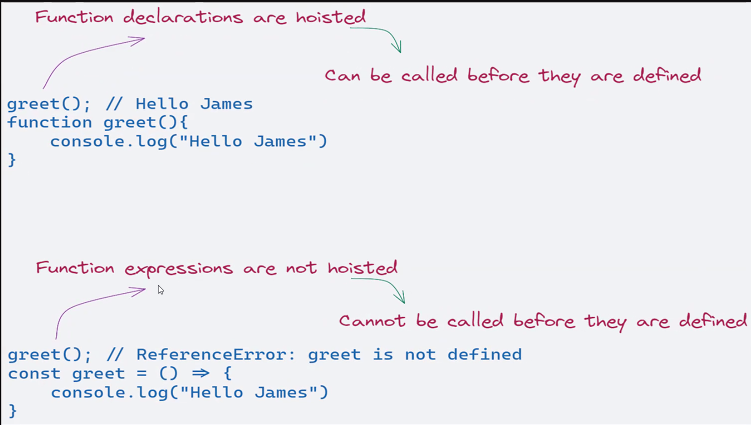 Function declarations are hoisted
Can be called before they are defined
greet(); // Hello James
function greet(){
    console.log("Hello James")
}
Function expressions are not hoisted
Cannot be called before they are defined
greet(); // ReferenceError: greet is not defined
const greet = () => {
    console.log("Hello James")
}